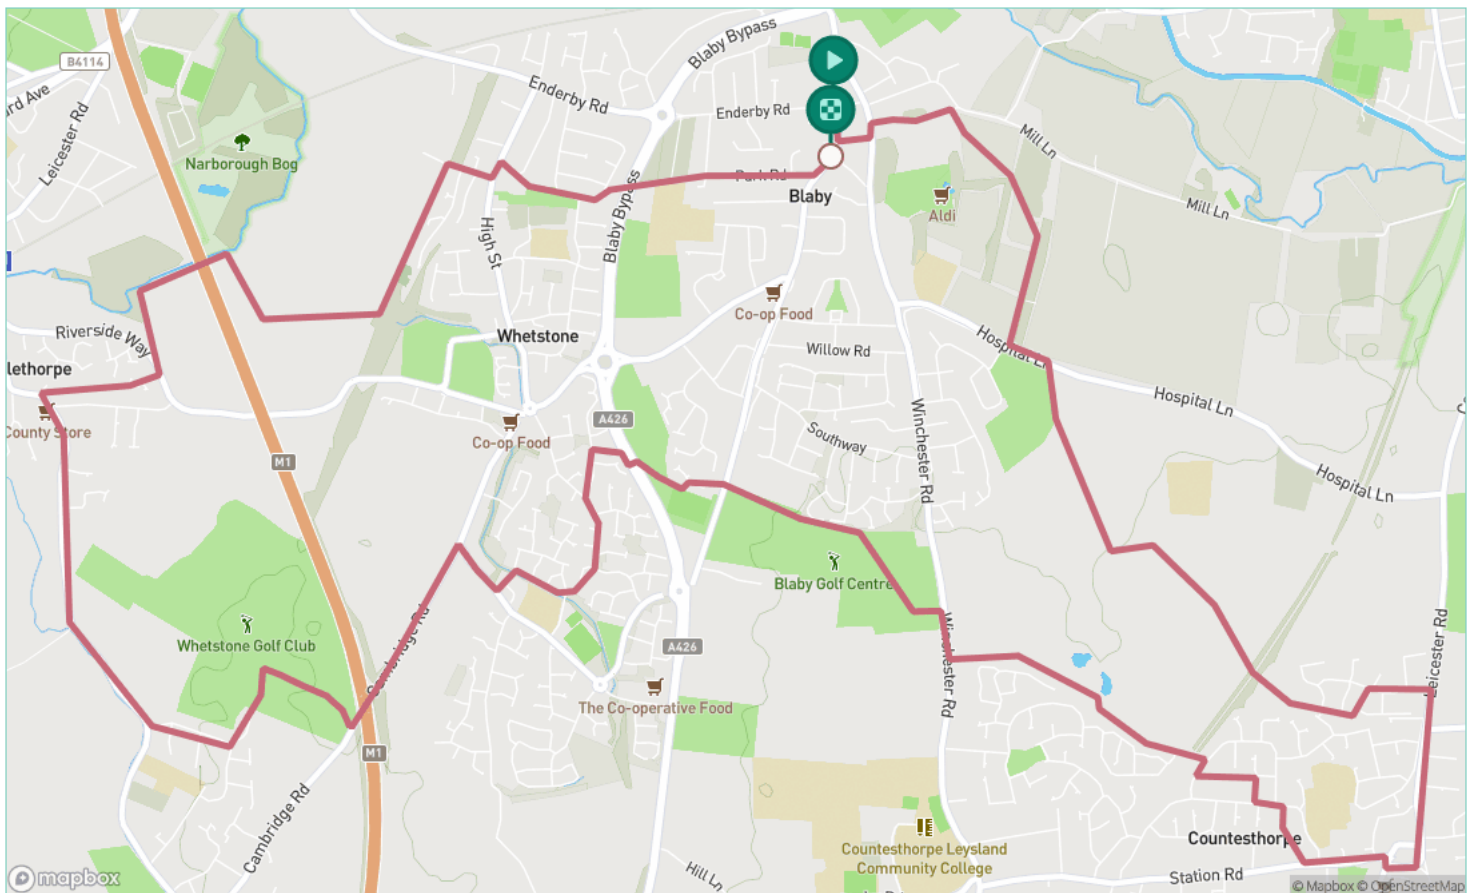 Blaby Bypass
B4114
ard Ave
Leicester Rd
Enderby Rd
Enderby Rd
Mill Ln
Narborough Bog
Park Rd
Blaby
Aldi
Mill Ln
High St
Blaby Bypass
Co-op Food
Riverside Way
Whetstone
Willow Rd
Hospital Ln
lethorpe
Hospital Ln
County Store
A426
Co-op Food
Southway
Winchester Rd
M1
Hospital Ln
Blaby Golf Centre
Whetstone Golf Club
Cambridge Rd
A426
Winchester Rd
Leicester Rd
The Co-operative Food
M1
Cambridge Rd
Countesthorpe Leysland
Community College
Countesthorpe
Hill Ln
Station Rd
mapbox
© Mapbox © OpenStreetMap